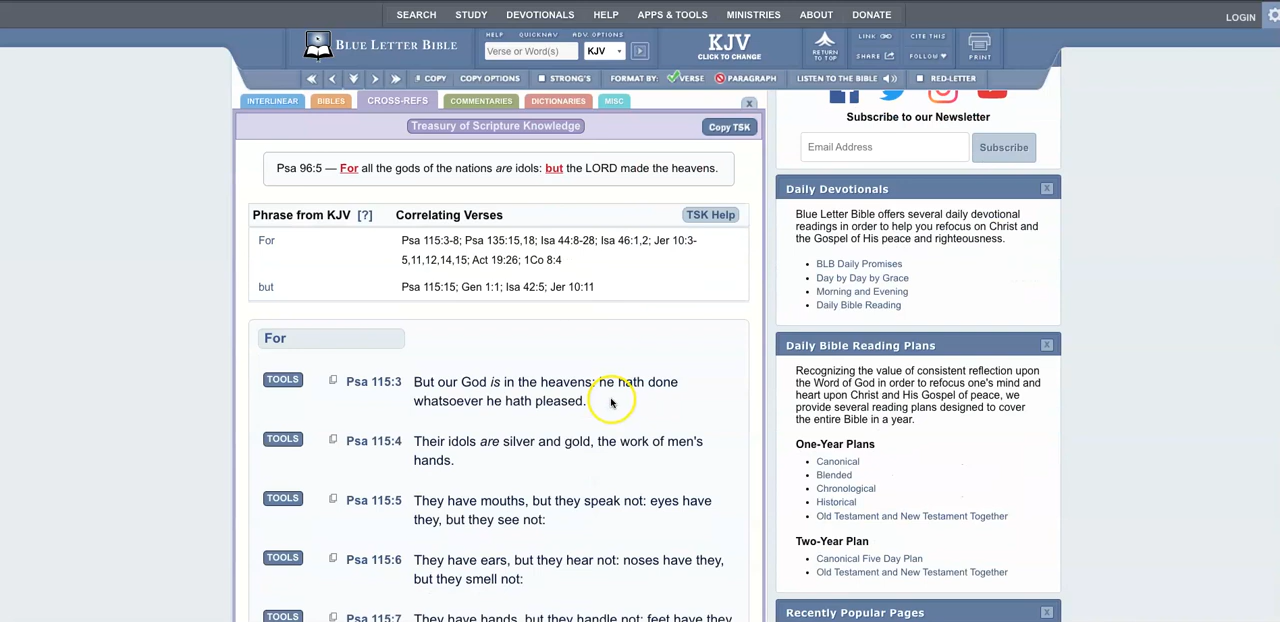 SEARCH STUDY DEVOTIONALS HELP APPS & TOOLS MINISTRIES ABOUT DONATE
LOGIN
BLUE LETTER BIBLE
HELP QUICKNAV ADV OPTIONS
Verse or Word(s) KJV
KJV
CLICK TO CHANGE
RETURN
TO TOP
LINK CITE THIS
SHARE FOLLOW
PRINT
COPY COPY OPTIONS STRONG'S FORMAT BY: VERSE PARAGRAPH LISTEN TO THE BIBLE RED-LETTER
INTERLINEAR BIBLES CROSS-REFS COMMENTARIES DICTIONARIES MISC X
Treasury of Scripture Knowledge Copy TSK
Psa 96:5 — For all the gods of the nations are idols: but the LORD made the heavens.
Phrase from KJV [?] Correlating Verses TSK Help
For Psa 115:3-8; Psa 135:15,18; Isa 44:8-28; Isa 46:1,2; Jer 10:3-
5,11,12,14,15; Act 19:26; 1Co 8:4
but Psa 115:15; Gen 1:1; Isa 42:5; Jer 10:11
For
TOOLS Psa 115:3 But our God is in the heavens: he hath done
whatsoever he hath pleased.
TOOLS Psa 115:4 Their idols are silver and gold, the work of men's
hands.
TOOLS Psa 115:5 They have mouths, but they speak not: eyes have
they, but they see not:
TOOLS Psa 115:6 They have ears, but they hear not: noses have they,
but they smell not:
TOOLS Psa 115:7 They have hands, but they handle not: feet have they
Subscribe to our Newsletter
Email Address Subscribe
Daily Devotionals X
Blue Letter Bible offers several daily devotional
readings in order to help you refocus on Christ and
the Gospel of His peace and righteousness.
BLB Daily Promises
Day by Day by Grace
Morning and Evening
Daily Bible Reading
Daily Bible Reading Plans X
Recognizing the value of consistent reflection upon
the Word of God in order to refocus one's mind and
heart upon Christ and His Gospel of peace, we
provide several reading plans designed to cover
the entire Bible in a year.
One-Year Plans
Canonical
Blended
Chronological
Historical
Old Testament and New Testament Together
Two-Year Plan
Canonical Five Day Plan
Old Testament and New Testament Together
Recently Popular Pages X